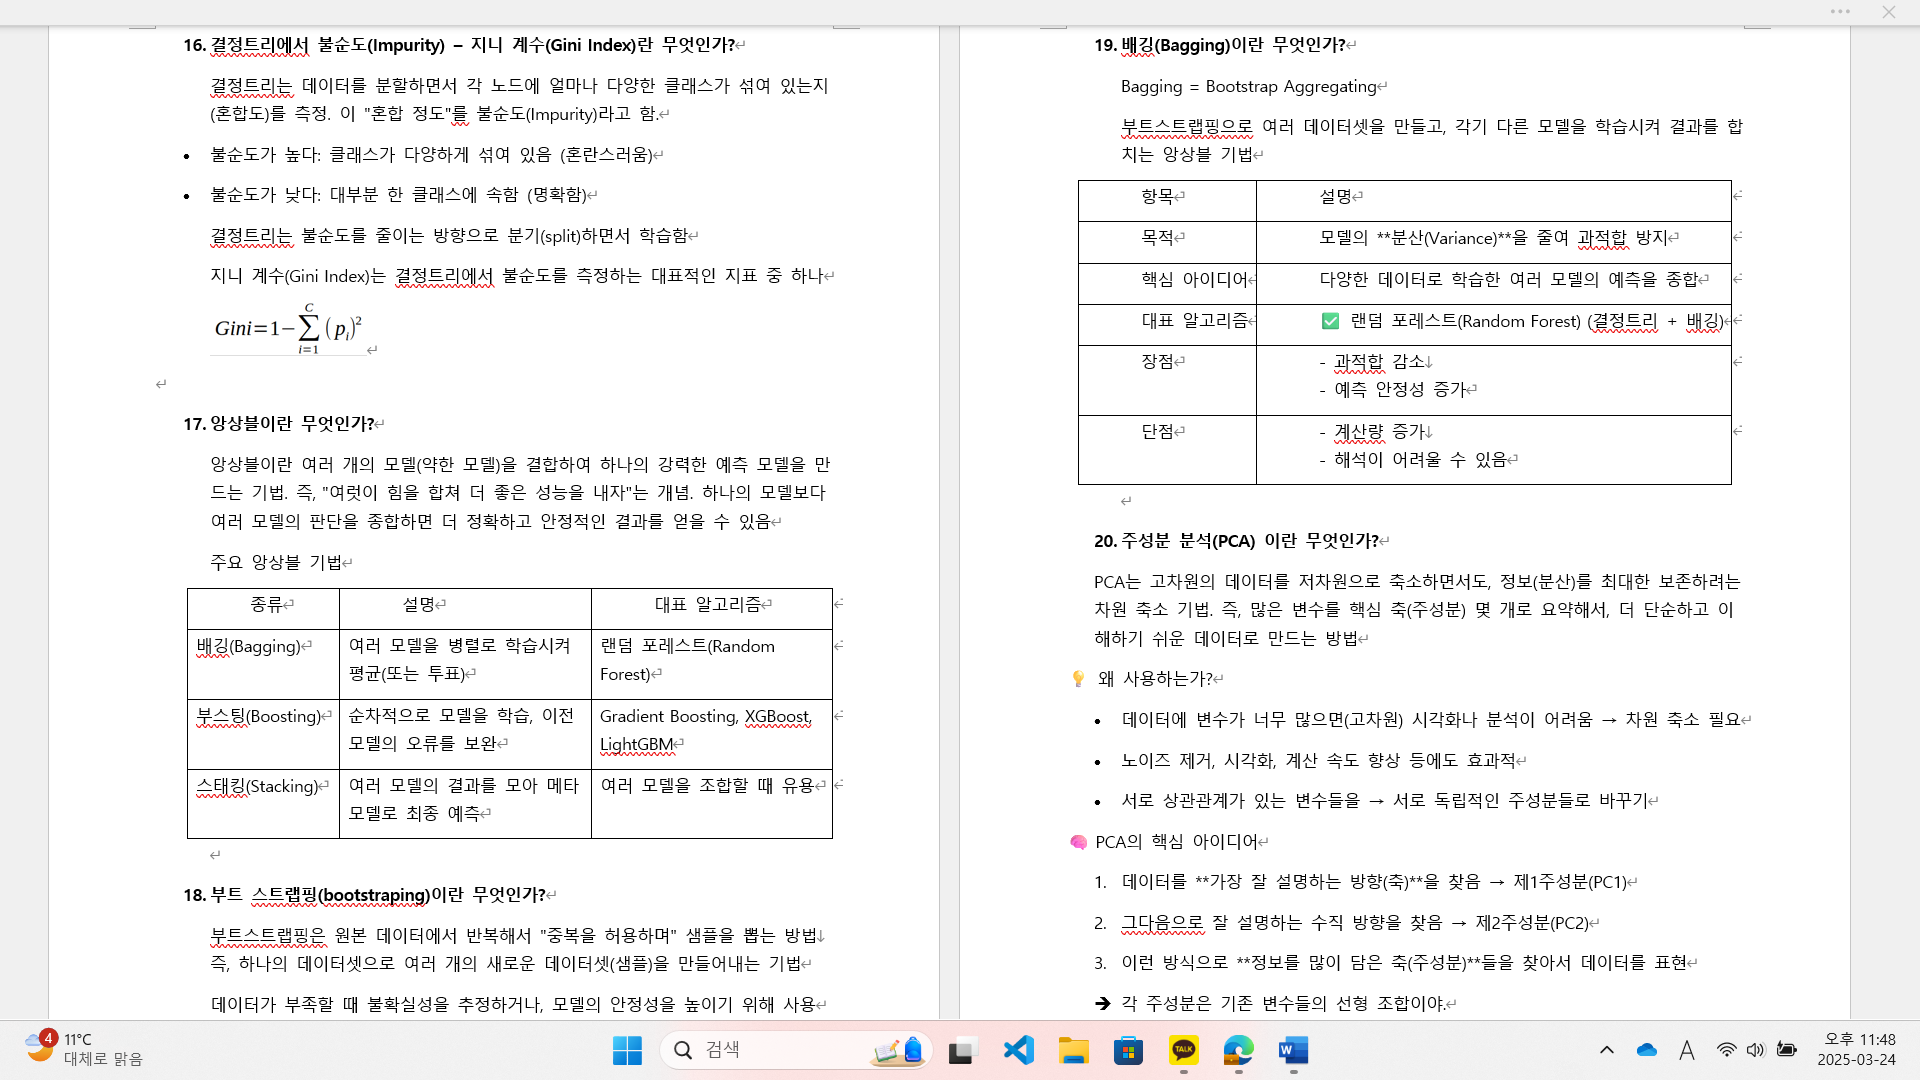 16. 결정트리에서 불순도(Impurity) – 지니 계수(Gini Index)란 무엇인가?
결정트리는 데이터를 분할하면서 각 노드에 얼마나 다양한 클래스가 섞여 있는지
(혼합도)를 측정. 이 "혼합 정도"를 불순도(Impurity)라고 함.
• 불순도가 높다: 클래스가 다양하게 섞여 있음 (혼란스러움)
• 불순도가 낮다: 대부분 한 클래스에 속함 (명확함)
결정트리는 불순도를 줄이는 방향으로 분기(split)하면서 학습함
지니 계수(Gini Index)는 결정트리에서 불순도를 측정하는 대표적인 지표 중 하나
Gini=1−∑_{i=1}^{C}(p_i)^2
17. 앙상블이란 무엇인가?
앙상블이란 여러 개의 모델(약한 모델)을 결합하여 하나의 강력한 예측 모델을 만
드는 기법. 즉, "여럿이 힘을 합쳐 더 좋은 성능을 내자"는 개념. 하나의 모델보다
여러 모델의 판단을 종합하면 더 정확하고 안정적인 결과를 얻을 수 있음
주요 앙상블 기법
종류 설명 대표 알고리즘
배깅(Bagging) 여러 모델을 병렬로 학습시켜 랜덤 포레스트(Random
평균(또는 투표) Forest)
부스팅(Boosting) 순차적으로 모델을 학습, 이전 Gradient Boosting, XGBoost,
모델의 오류를 보완 LightGBM
스태킹(Stacking) 여러 모델의 결과를 모아 메타 여러 모델을 조합할 때 유용
모델로 최종 예측
18. 부트 스트랩핑(bootstraping)이란 무엇인가?
부트스트랩핑은 원본 데이터에서 반복해서 "중복을 허용하며" 샘플을 뽑는 방법
즉, 하나의 데이터셋으로 여러 개의 새로운 데이터셋(샘플)을 만들어내는 기법
데이터가 부족할 때 불확실성을 추정하거나, 모델의 안정성을 높이기 위해 사용
19. 배깅(Bagging)이란 무엇인가?
Bagging = Bootstrap Aggregating
부트스트랩핑으로 여러 데이터셋을 만들고, 각기 다른 모델을 학습시켜 결과를 합
치는 앙상블 기법
항목 설명
목적 모델의 **분산(Variance)**을 줄여 과적합 방지
핵심 아이디어 다양한 데이터로 학습한 여러 모델의 예측을 종합
대표 알고리즘 ✅ 랜덤 포레스트(Random Forest) (결정트리 + 배깅)
장점 - 과적합 감소
- 예측 안정성 증가
단점 - 계산량 증가
- 해석이 어려울 수 있음
20. 주성분 분석(PCA) 이란 무엇인가?
PCA는 고차원의 데이터를 저차원으로 축소하면서도, 정보(분산)를 최대한 보존하려는
차원 축소 기법. 즉, 많은 변수를 핵심 축(주성분) 몇 개로 요약해서, 더 단순하고 이
해하기 쉬운 데이터로 만드는 방법
💡 왜 사용하는가?
• 데이터에 변수가 너무 많으면(고차원) 시각화나 분석이 어려움 → 차원 축소 필요
• 노이즈 제거, 시각화, 계산 속도 향상 등에도 효과적
• 서로 상관관계가 있는 변수들을 → 서로 독립적인 주성분들로 바꾸기
🧠 PCA의 핵심 아이디어
1. 데이터를 **가장 잘 설명하는 방향(축)**을 찾음 → 제1주성분(PC1)
2. 그다음으로 잘 설명하는 수직 방향을 찾음 → 제2주성분(PC2)
3. 이런 방식으로 **정보를 많이 담은 축(주성분)**들을 찾아서 데이터를 표현
➔ 각 주성분은 기존 변수들의 선형 조합이야.
4
11°C
대체로 맑음
검색
TALK
W
A
오후 11:48
2025-03-24